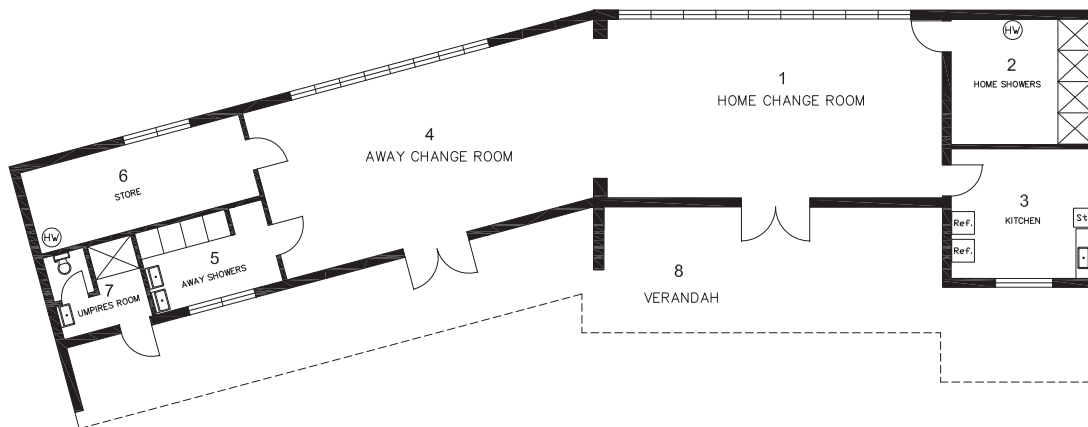 1
HOME CHANGE ROOM
HW
2
HOME SHOWERS
4
AWAY CHANGE ROOM
6
STORE
HW
3
KITCHEN
Ref.
Ref.
St
5
AWAY SHOWERS
7
UMPIRES ROOM
8
VERANDAH